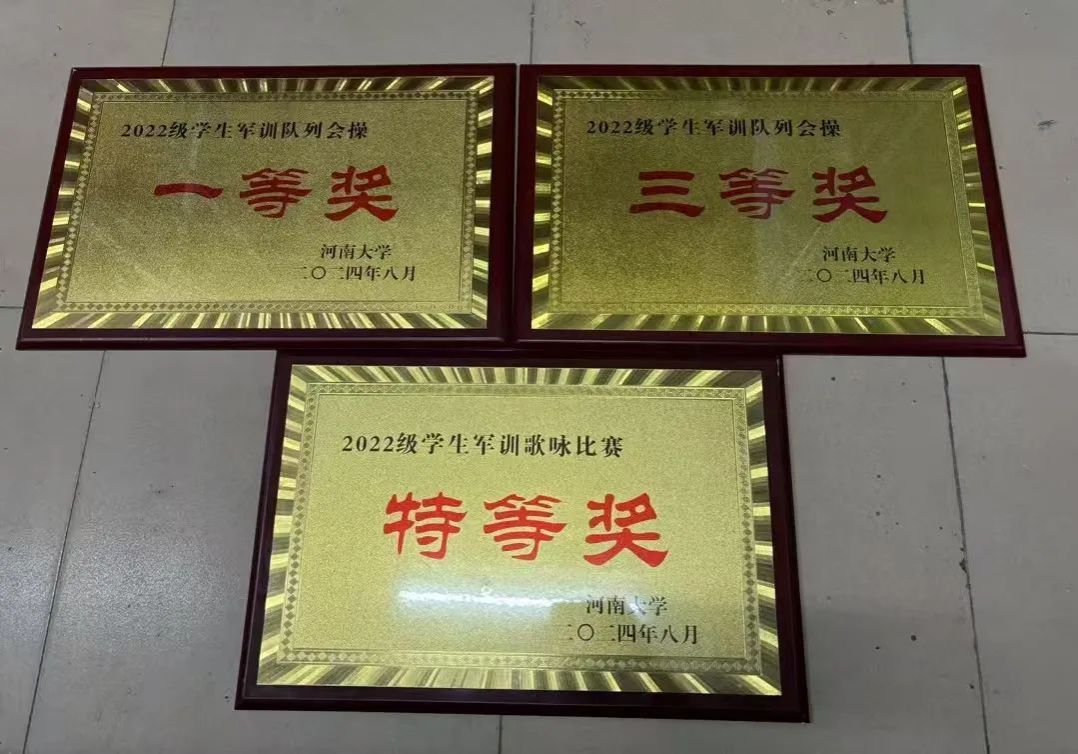 2022级学生军训队列会操
一等奖
河南大学
二〇二四年八月
2022级学生军训队列会操
三等奖
河南大学
二〇二四年八月
2022级学生军训歌咏比赛
特等奖
河南大学
二〇二四年八月